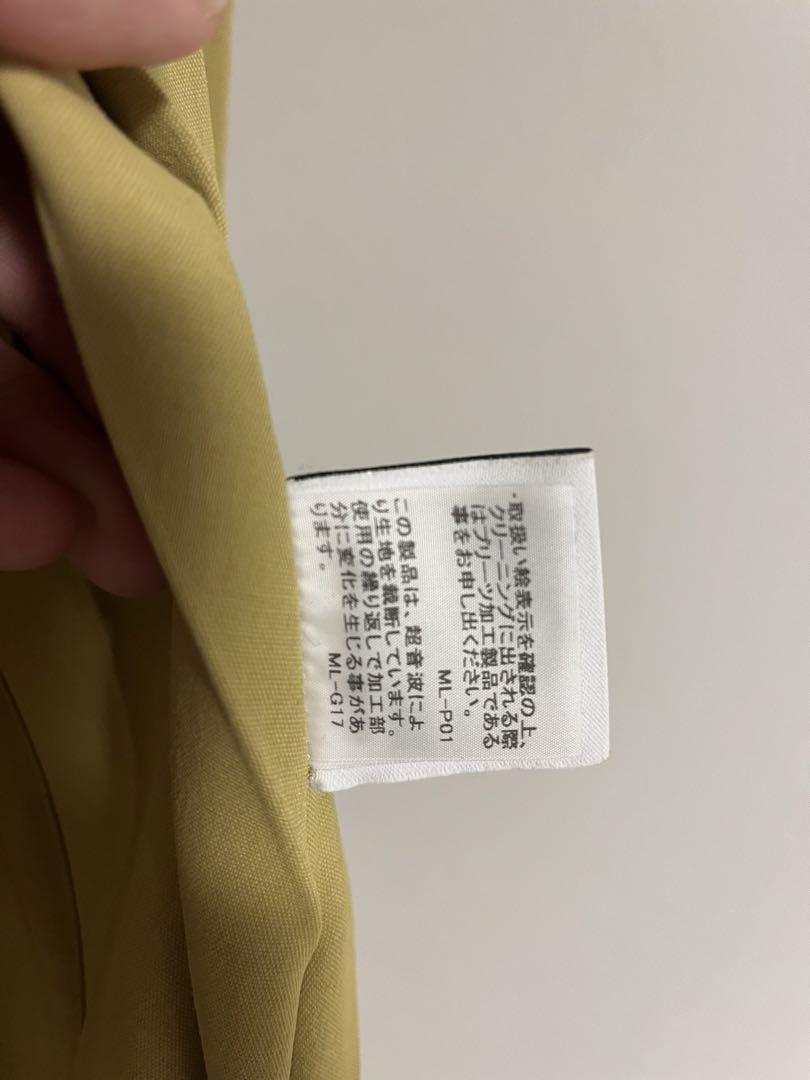 ・取扱い絵表示を確認の上、
クリーニングに出される際
はプリーツ加工製品である
事をお申し出ください。
ML-P01
この製品は、超音波によ
り生地を裁断しています。
使用の繰り返しで加工部
分に変化を生じる事があ
ります。
ML-G17